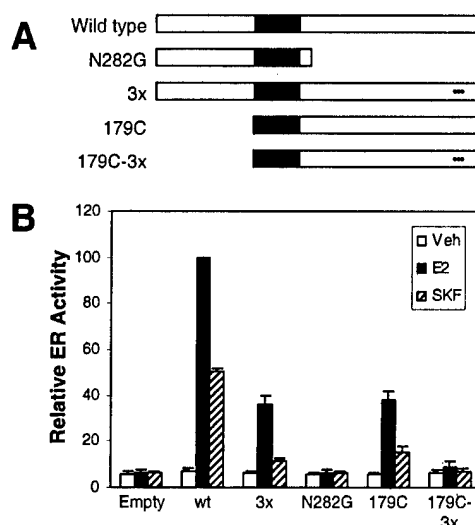 A
Wild type
N282G
3x
179C
179C-3x
B
120
100
80
60
40
20
0
Relative ER Activity
Veh
E2
SKF
Empty
wt
3x
N282G
179C
179C-
3x